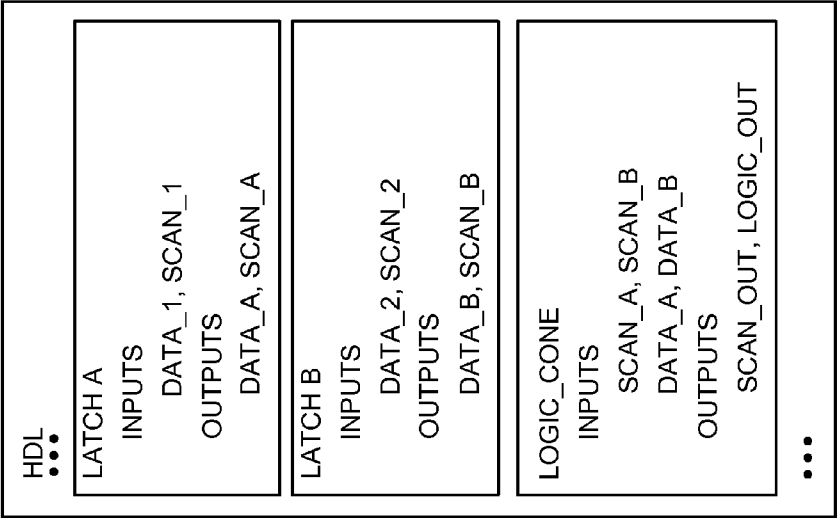 HDL
•••
LATCH A
INPUTS
DATA_1, SCAN_1
OUTPUTS
DATA_A, SCAN_A
LATCH B
INPUTS
DATA_2, SCAN_2
OUTPUTS
DATA_B, SCAN_B
LOGIC_CONE
INPUTS
SCAN_A, SCAN_B
DATA_A, DATA_B
OUTPUTS
SCAN_OUT, LOGIC_OUT
•••